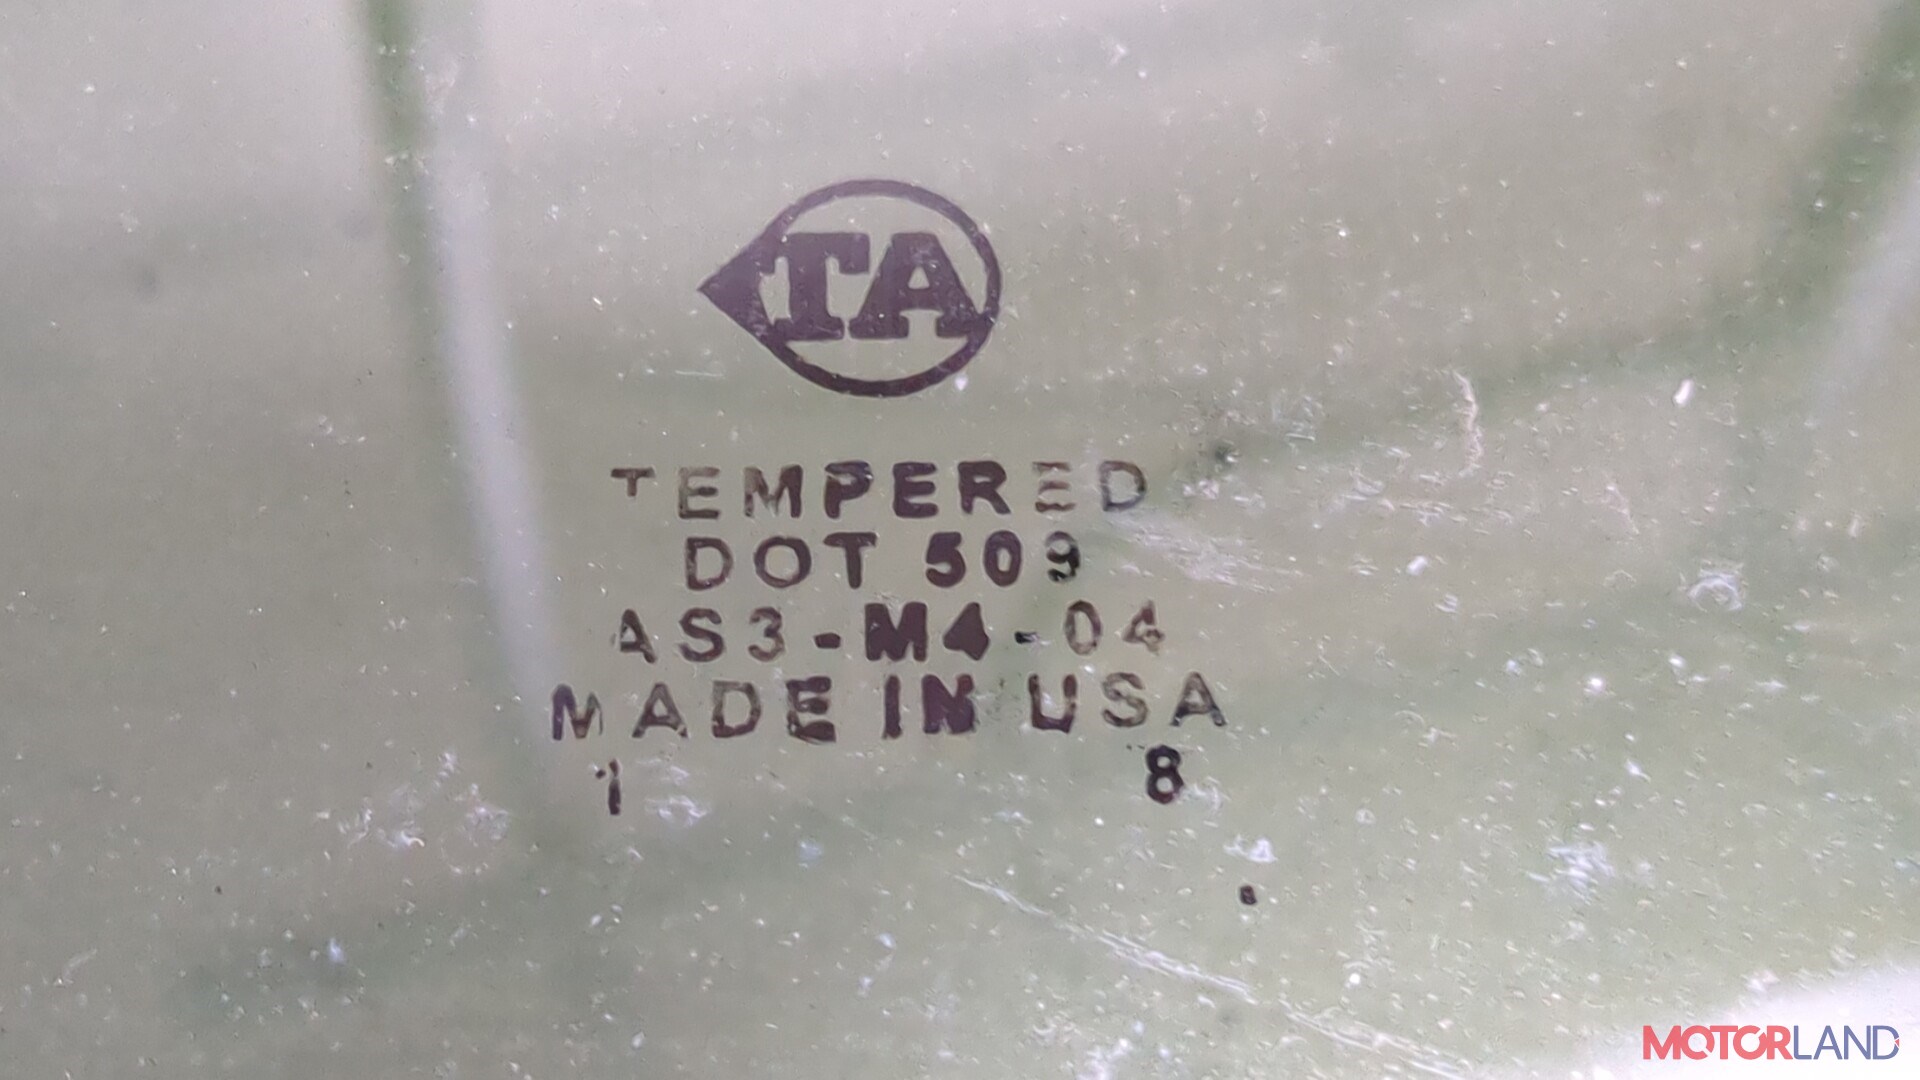 TA
TEMPERED
DOT 509
AS3-M4-04
MADE IN USA
1 8
MOTORLAND